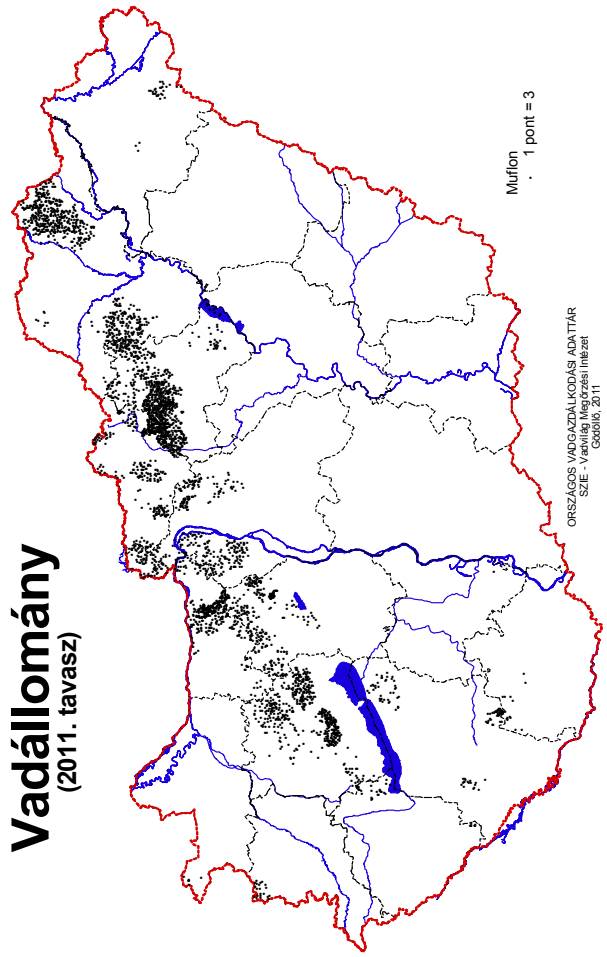 Vadállomány
(2011. tavasz)
Muflon
· 1 pont = 3
ORSZÁGOS VADGAZDÁLKODÁSI ADATTÁR
SZIE - Vadvilág Megőrzési Intézet
Gödöllő, 2011